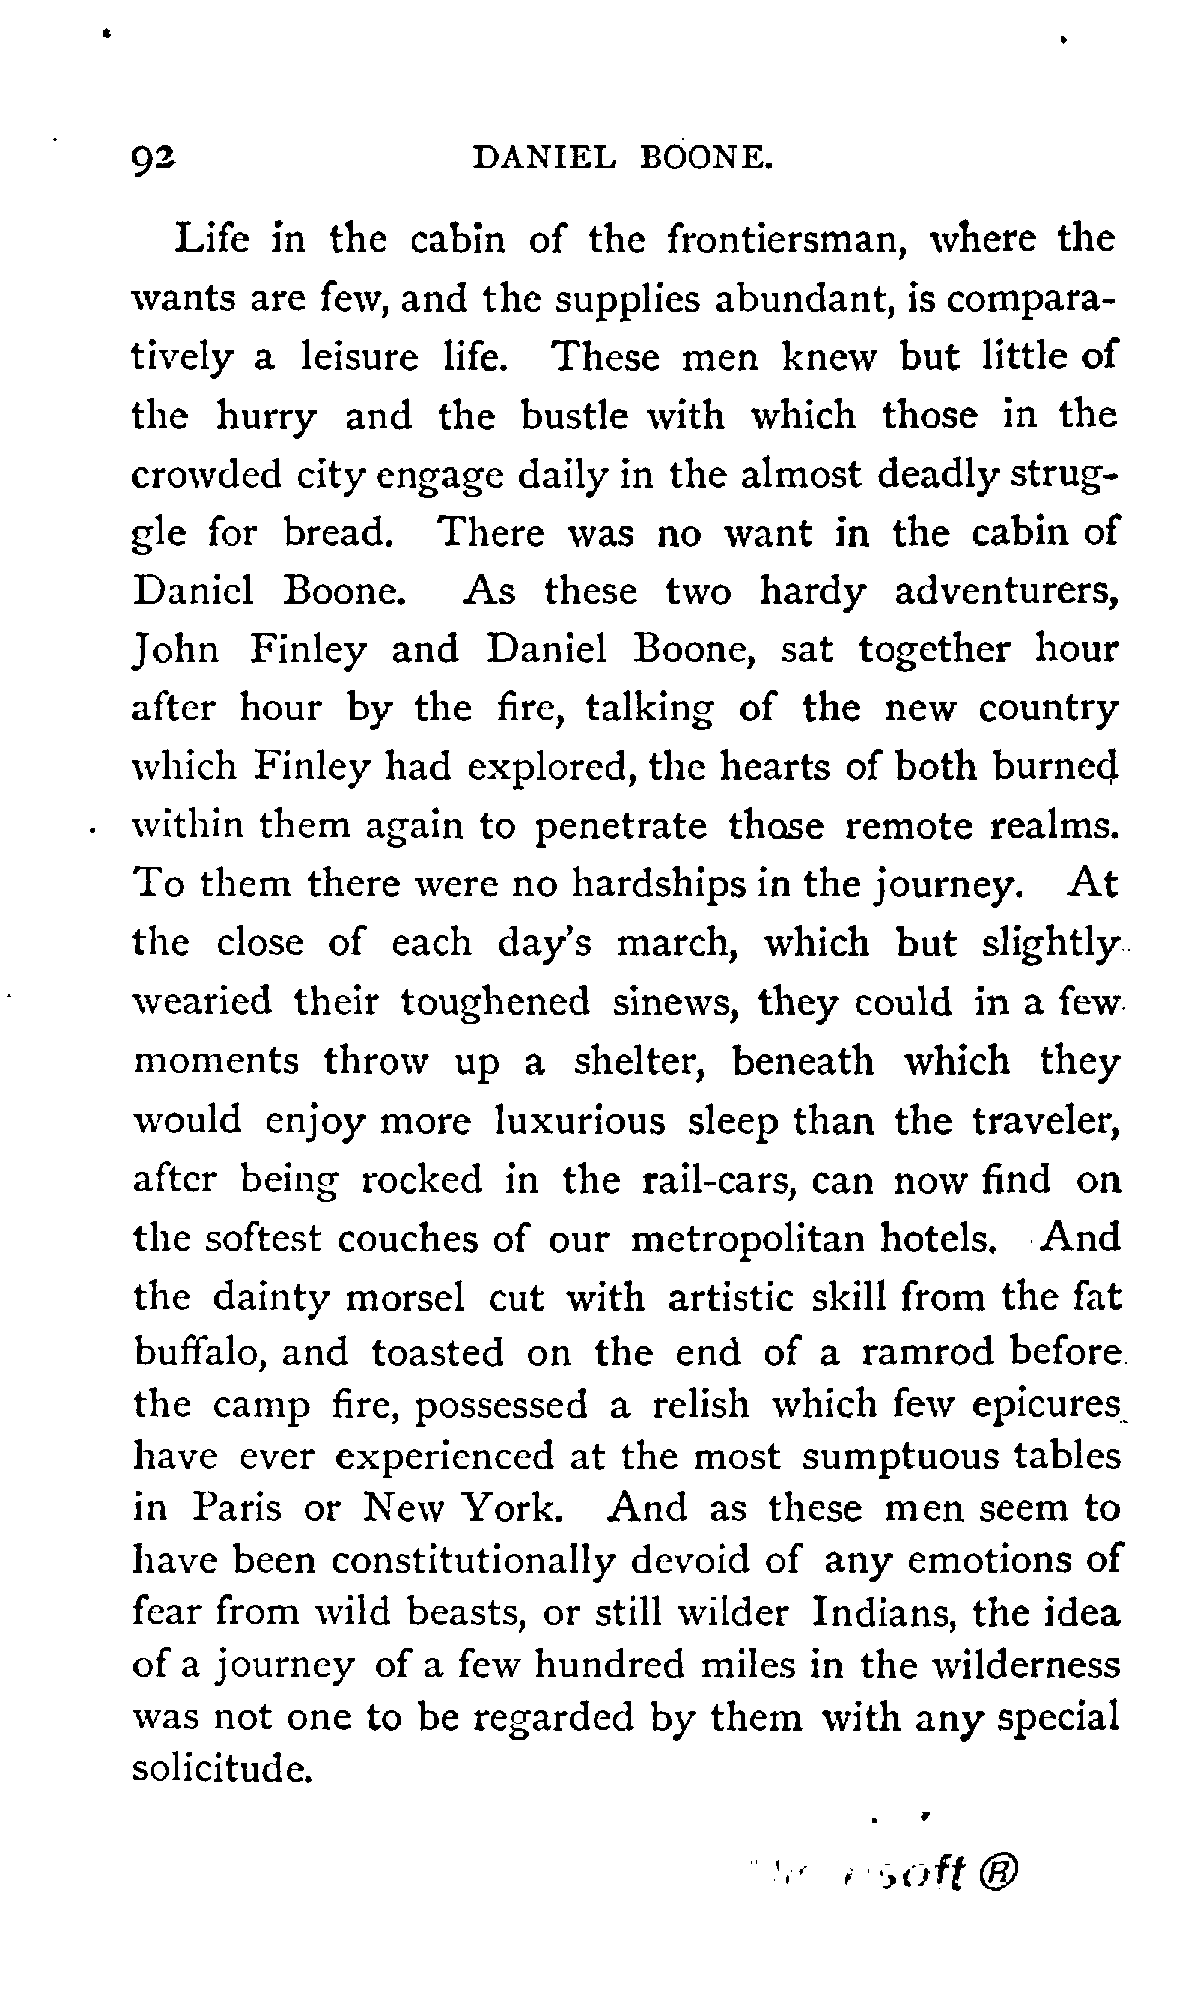 92 DANIEL BOONE.
Life in the cabin of the frontiersman, where the
wants are few, and the supplies abundant, is compara-
tively a leisure life. These men knew but little of
the hurry and the bustle with which those in the
crowded city engage daily in the almost deadly strug-
gle for bread. There was no want in the cabin of
Daniel Boone. As these two hardy adventurers,
John Finley and Daniel Boone, sat together hour
after hour by the fire, talking of the new country
which Finley had explored, the hearts of both burned
within them again to penetrate those remote realms.
To them there were no hardships in the journey. At
the close of each day's march, which but slightly
wearied their toughened sinews, they could in a few
moments throw up a shelter, beneath which they
would enjoy more luxurious sleep than the traveler,
after being rocked in the rail-cars, can now find on
the softest couches of our metropolitan hotels. And
the dainty morsel cut with artistic skill from the fat
buffalo, and toasted on the end of a ramrod before
the camp fire, possessed a relish which few epicures
have ever experienced at the most sumptuous tables
in Paris or New York. And as these men seem to
have been constitutionally devoid of any emotions of
fear from wild beasts, or still wilder Indians, the idea
of a journey of a few hundred miles in the wilderness
was not one to be regarded by them with any special
solicitude.